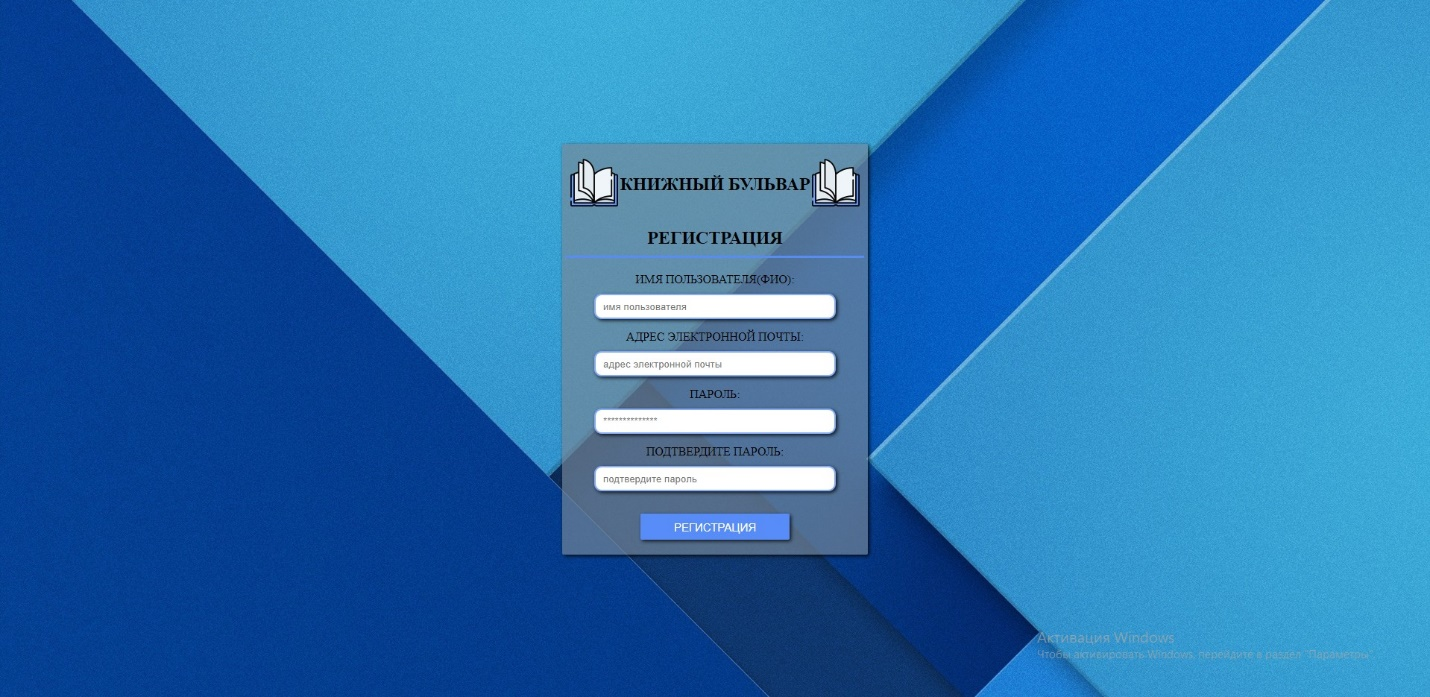 КНИЖНЫЙ БУЛЬВАР
РЕГИСТРАЦИЯ
ИМЯ ПОЛЬЗОВАТЕЛЯ(ФИО):
имя пользователя
АДРЕС ЭЛЕКТРОННОЙ ПОЧТЫ:
адрес электронной почты
ПАРОЛЬ:
**************
ПОДТВЕРДИТЕ ПАРОЛЬ:
подтвердите пароль
РЕГИСТРАЦИЯ
Активация Windows
Чтобы активировать Windows, перейдите в раздел "Параметры".